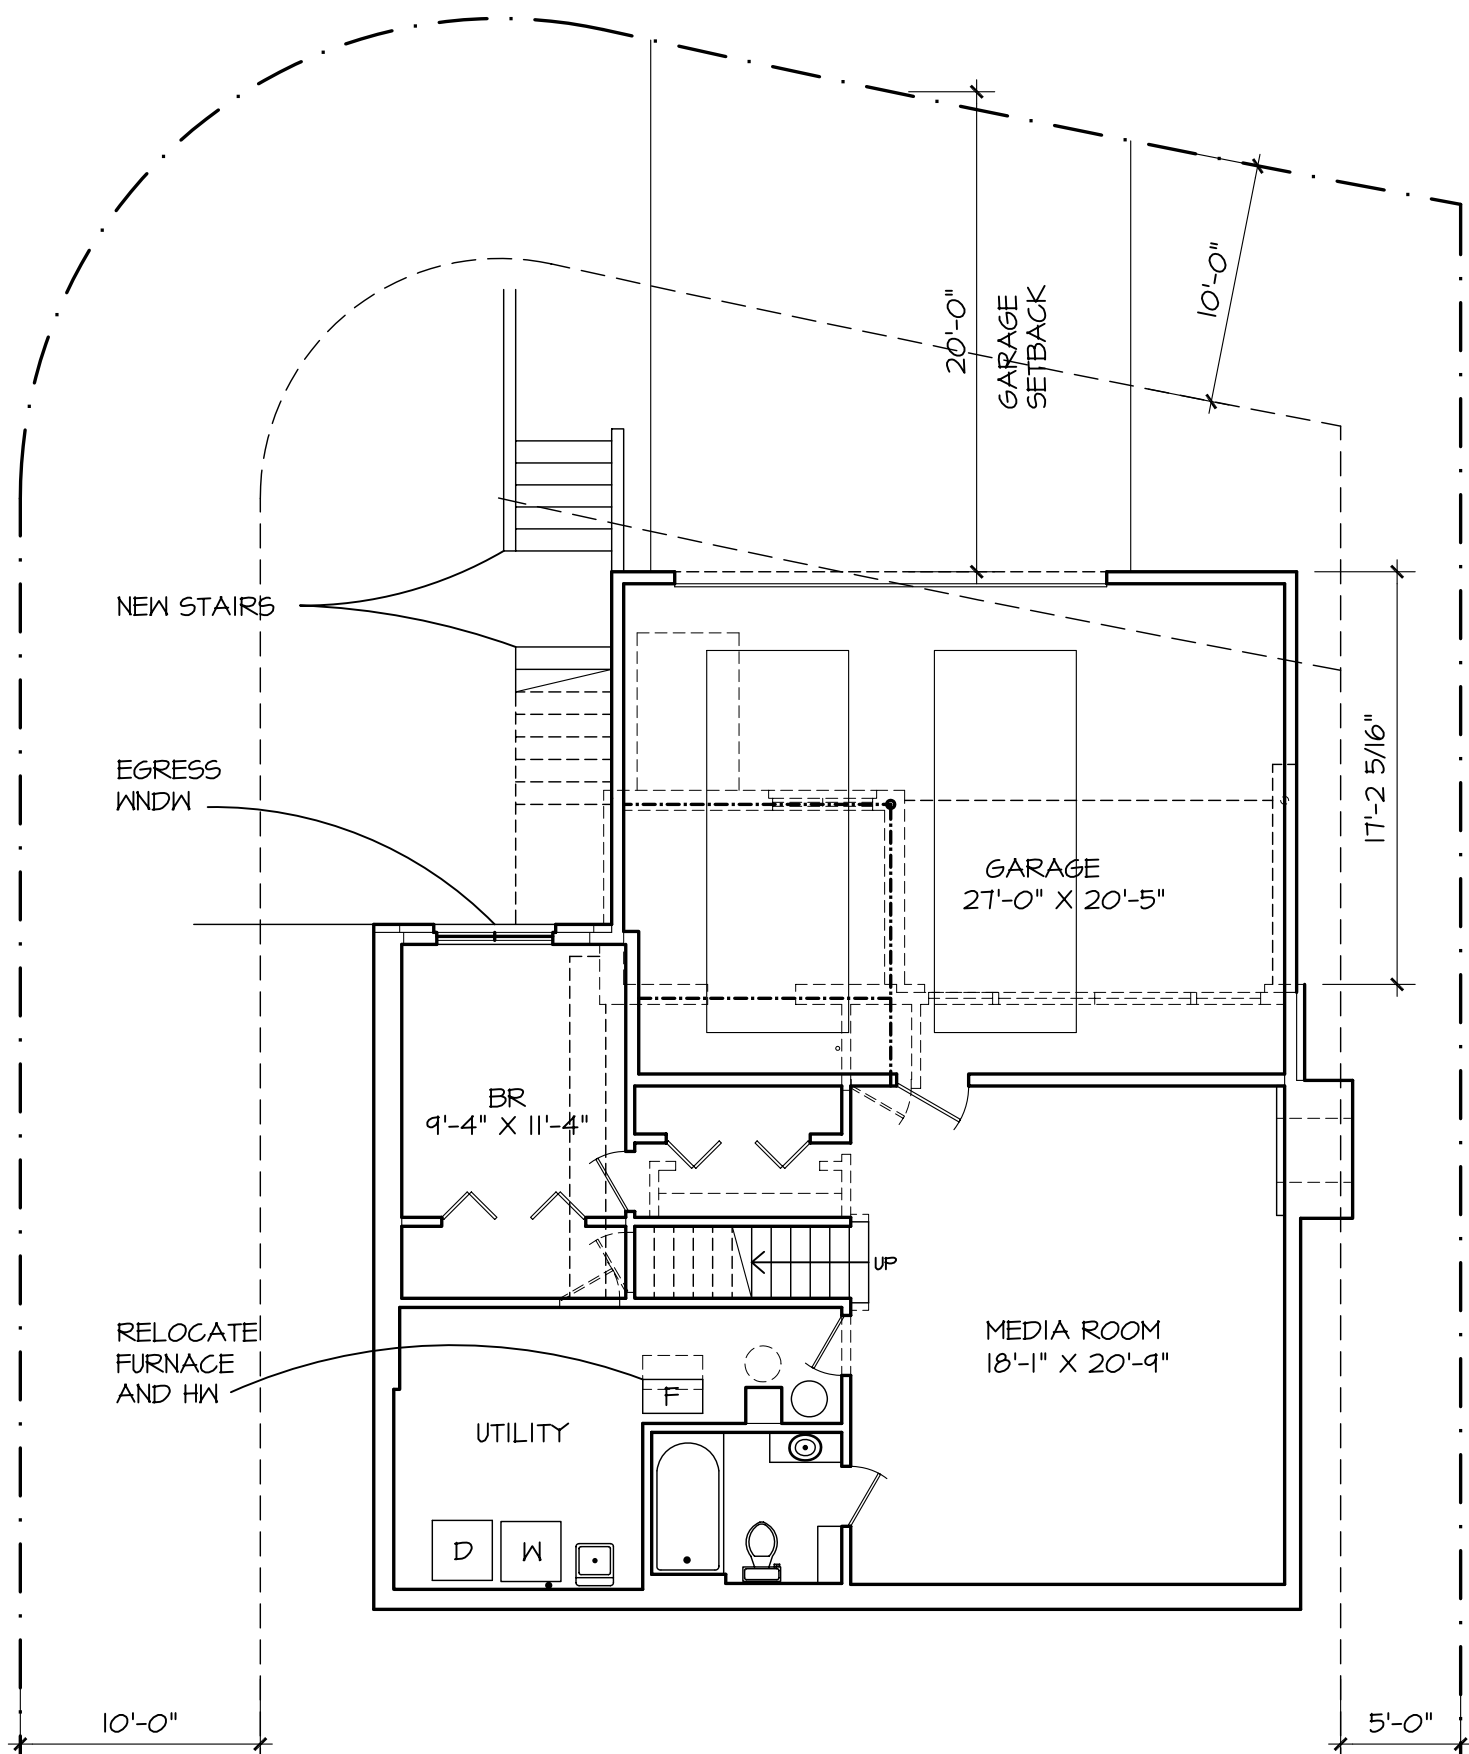 10'-0"
20'-0"
GARAGE
SETBACK
NEW STAIRS
17'-2 5/16"
EGRESS
WNDW
GARAGE
27'-0" X 20'-5"
BR
9'-4" X 11'-4"
UP
RELOCATE
FURNACE
AND HW
MEDIA ROOM
18'-1" X 20'-9"
F
UTILITY
D
W
10'-0"
5'-0"